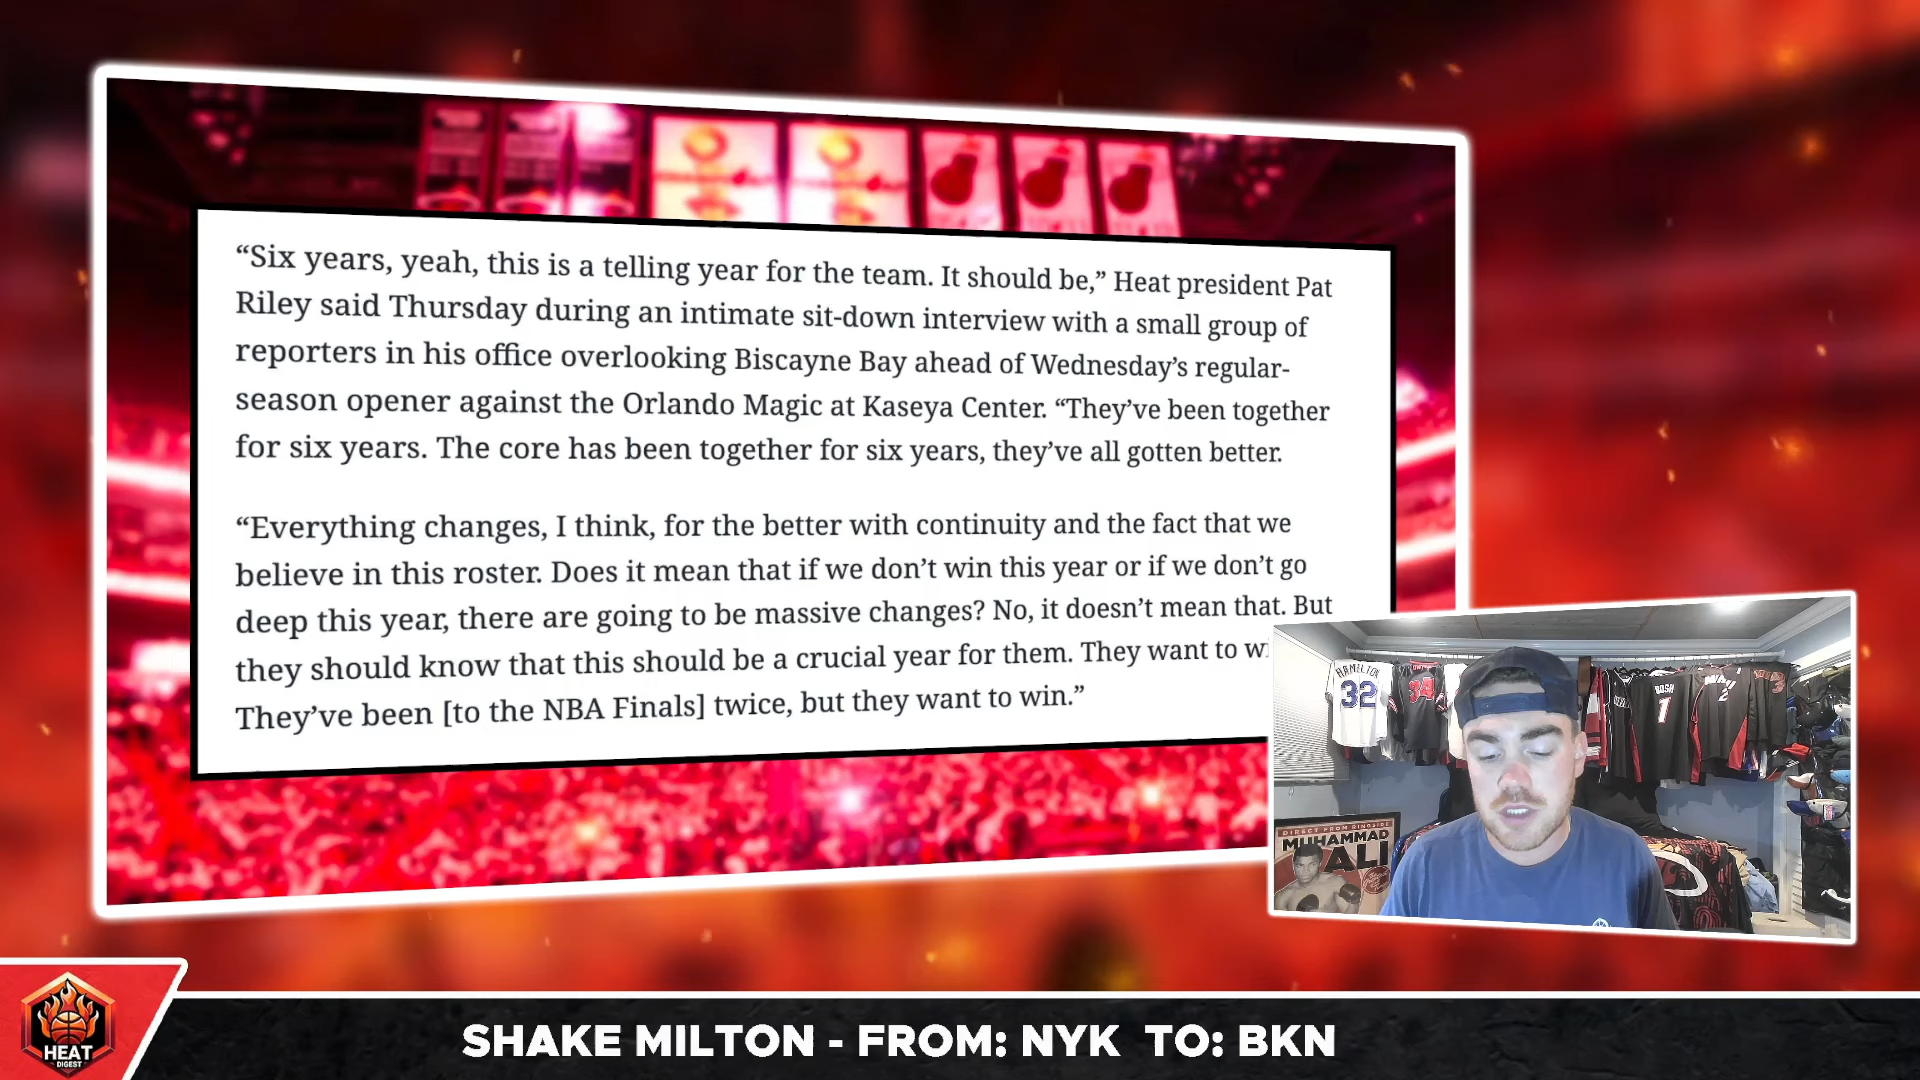 “Six years, yeah, this is a telling year for the team. It should be,” Heat president Pat
Riley said Thursday during an intimate sit-down interview with a small group of
reporters in his office overlooking Biscayne Bay ahead of Wednesday’s regular-
season opener against the Orlando Magic at Kaseya Center. “They’ve been together
for six years. The core has been together for six years, they’ve all gotten better.
“Everything changes, I think, for the better with continuity and the fact that we
believe in this roster. Does it mean that if we don’t win this year or if we don’t go
deep this year, there are going to be massive changes? No, it doesn’t mean that. But
they should know that this should be a crucial year for them. They want to wi
They’ve been [to the NBA Finals] twice, but they want to win.”
HAMILTON
32
34
BOSH
1
2
3
DIRECT FROM RINGSIDE
MUHAMMAD
ALI
HEAT
DIGEST
SHAKE MILTON - FROM: NYK TO: BKN